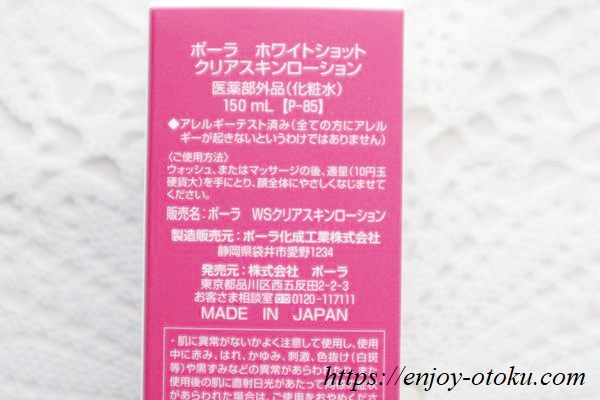 ポーラ ホワイトショット
クリアスキンローション
医薬部外品(化粧水)
150 mL 【P-85】
◆アレルギーテスト済み(全ての方にアレル
ギーが起きないというわけではありません)
〈ご使用方法〉
ウォッシュ、またはマッサージの後、適量(10円玉
硬貨大)を手にとり、顔全体にやさしくなじませて
ください。
販売名:ポーラ WSクリアスキンローション
製造販売元:ポーラ化成工業株式会社
静岡県袋井市愛野1234
発売元:株式会社 ポーラ
東京都品川区西五反田2-2-3
お客さま相談室 0120-117111
MADE IN JAPAN
・肌に異常がないかよく注意して使用し、使用
中に赤み、はれ、かゆみ、刺激、色抜け(白斑
等)や黒ずみなどの異常があらわれたり、また
使用後の肌に直射日光があたって
があらわれた場合は、ご使用をおやめくださ
https://enjoy-otoku.com/